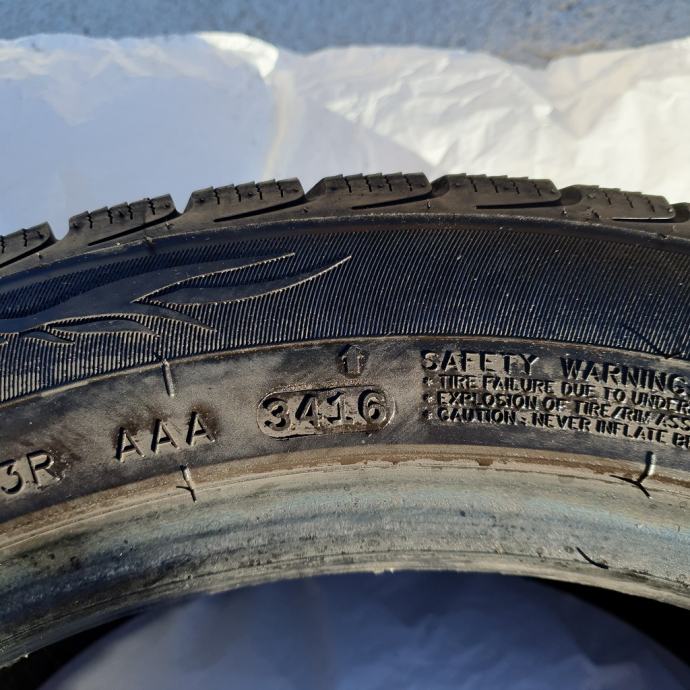 3R AAA 3416
SAFETY WARNING
• TIRE FAILURE DUE TO UNDER
• EXPLOSION OF TIRE/RIM/ASS
• CAUTION: NEVER INFLATE BE